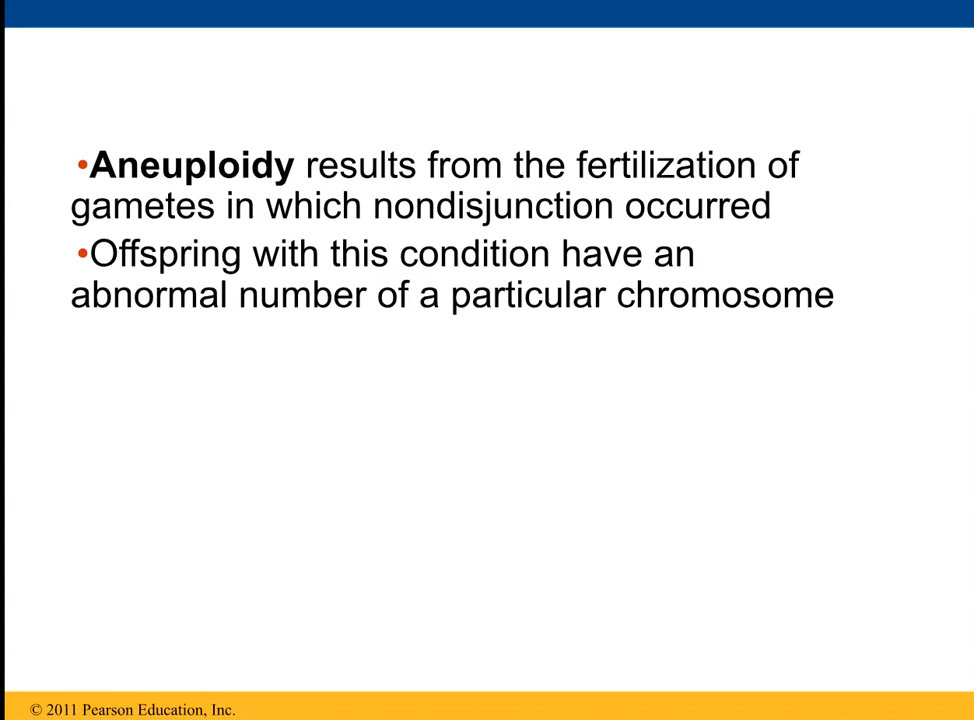 •Aneuploidy results from the fertilization of
gametes in which nondisjunction occurred
•Offspring with this condition have an
abnormal number of a particular chromosome
© 2011 Pearson Education, Inc.